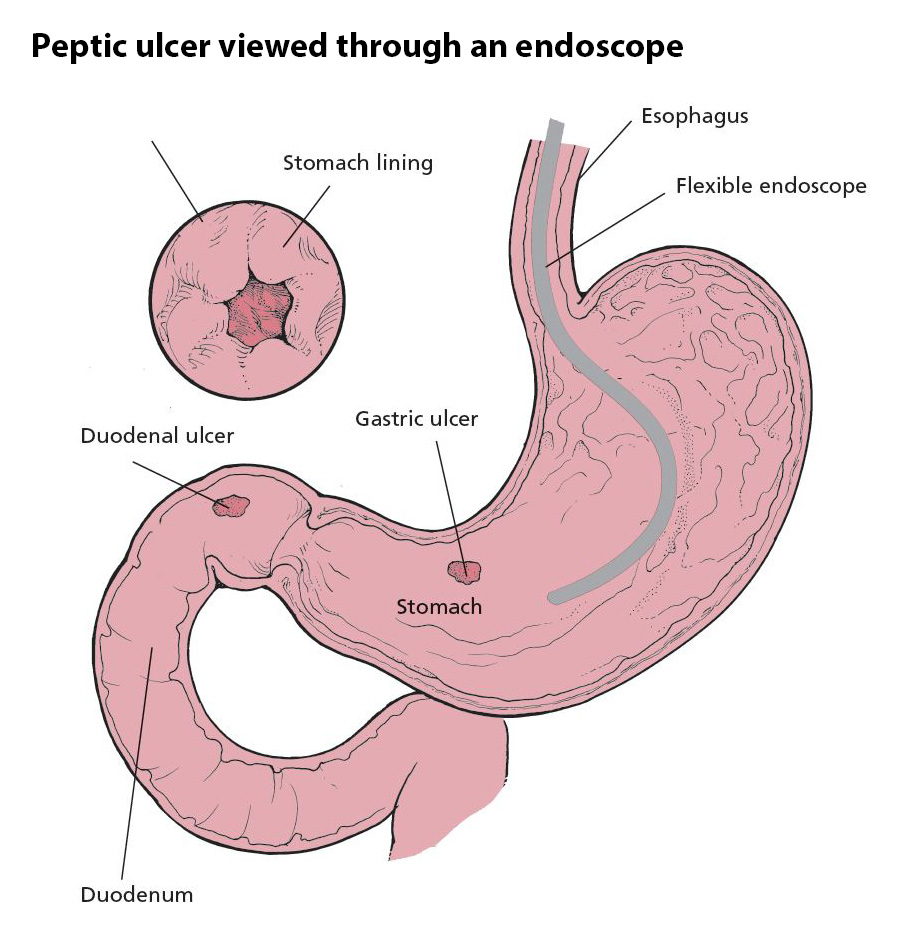 Peptic ulcer viewed through an endoscope
Esophagus
Stomach lining
Flexible endoscope
Gastric ulcer
Duodenal ulcer
Stomach
Duodenum